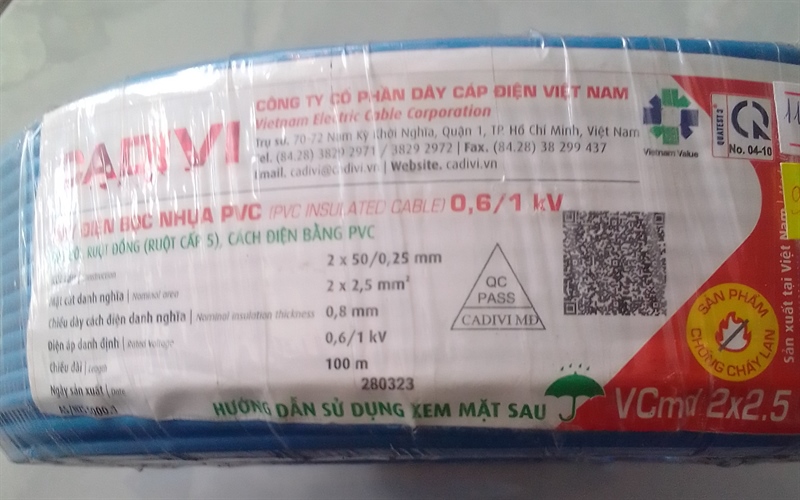 CADIVI
CÔNG TY CỔ PHẦN DÂY CÁP ĐIỆN VIỆT NAM
Vietnam Electric Cable Corporation
Trụ sở. 70-72 Nam Kỳ Khởi Nghĩa, Quận 1, TP. Hồ Chí Minh, Việt Nam
Tel. (84.28) 3829 2971 / 3829 2972 | Fax. (84.28) 38 299 437
Email. cadivi@cadivi.vn | Website. cadivi.vn
Vietnam Value
QUATEST 3
No. 04-10
ĐIỆN BỌC NHỰA PVC (PVC INSULATED CABLE) 0,6/1 kV
RUỘT ĐỒNG (RUỘT CẤP 5), CÁCH ĐIỆN BẰNG PVC
2 x 50/0,25 mm
Mặt cắt danh nghĩa | Nominal area 2 x 2,5 mm²
Chiều dày cách điện danh nghĩa | Nominal insulation thickness 0,8 mm
Điện áp danh định | Rated Voltage 0,6/1 kV
Chiều dài | Length 100 m
Ngày sản xuất | Date 280323
HƯỚNG DẪN SỬ DỤNG XEM MẶT SAU
QC
PASS
CADIVI MD
SẢN PHẨM
CHỐNG CHÁY LAN
VCmd 2x2.5
Sản xuất tại Việt Nam